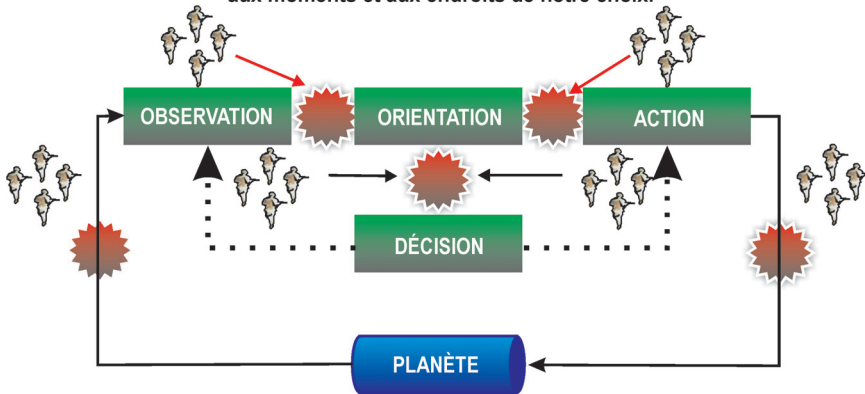 aux moments et aux endroits de notre choix.
OBSERVATION
ORIENTATION
ACTION
DÉCISION
PLANÈTE